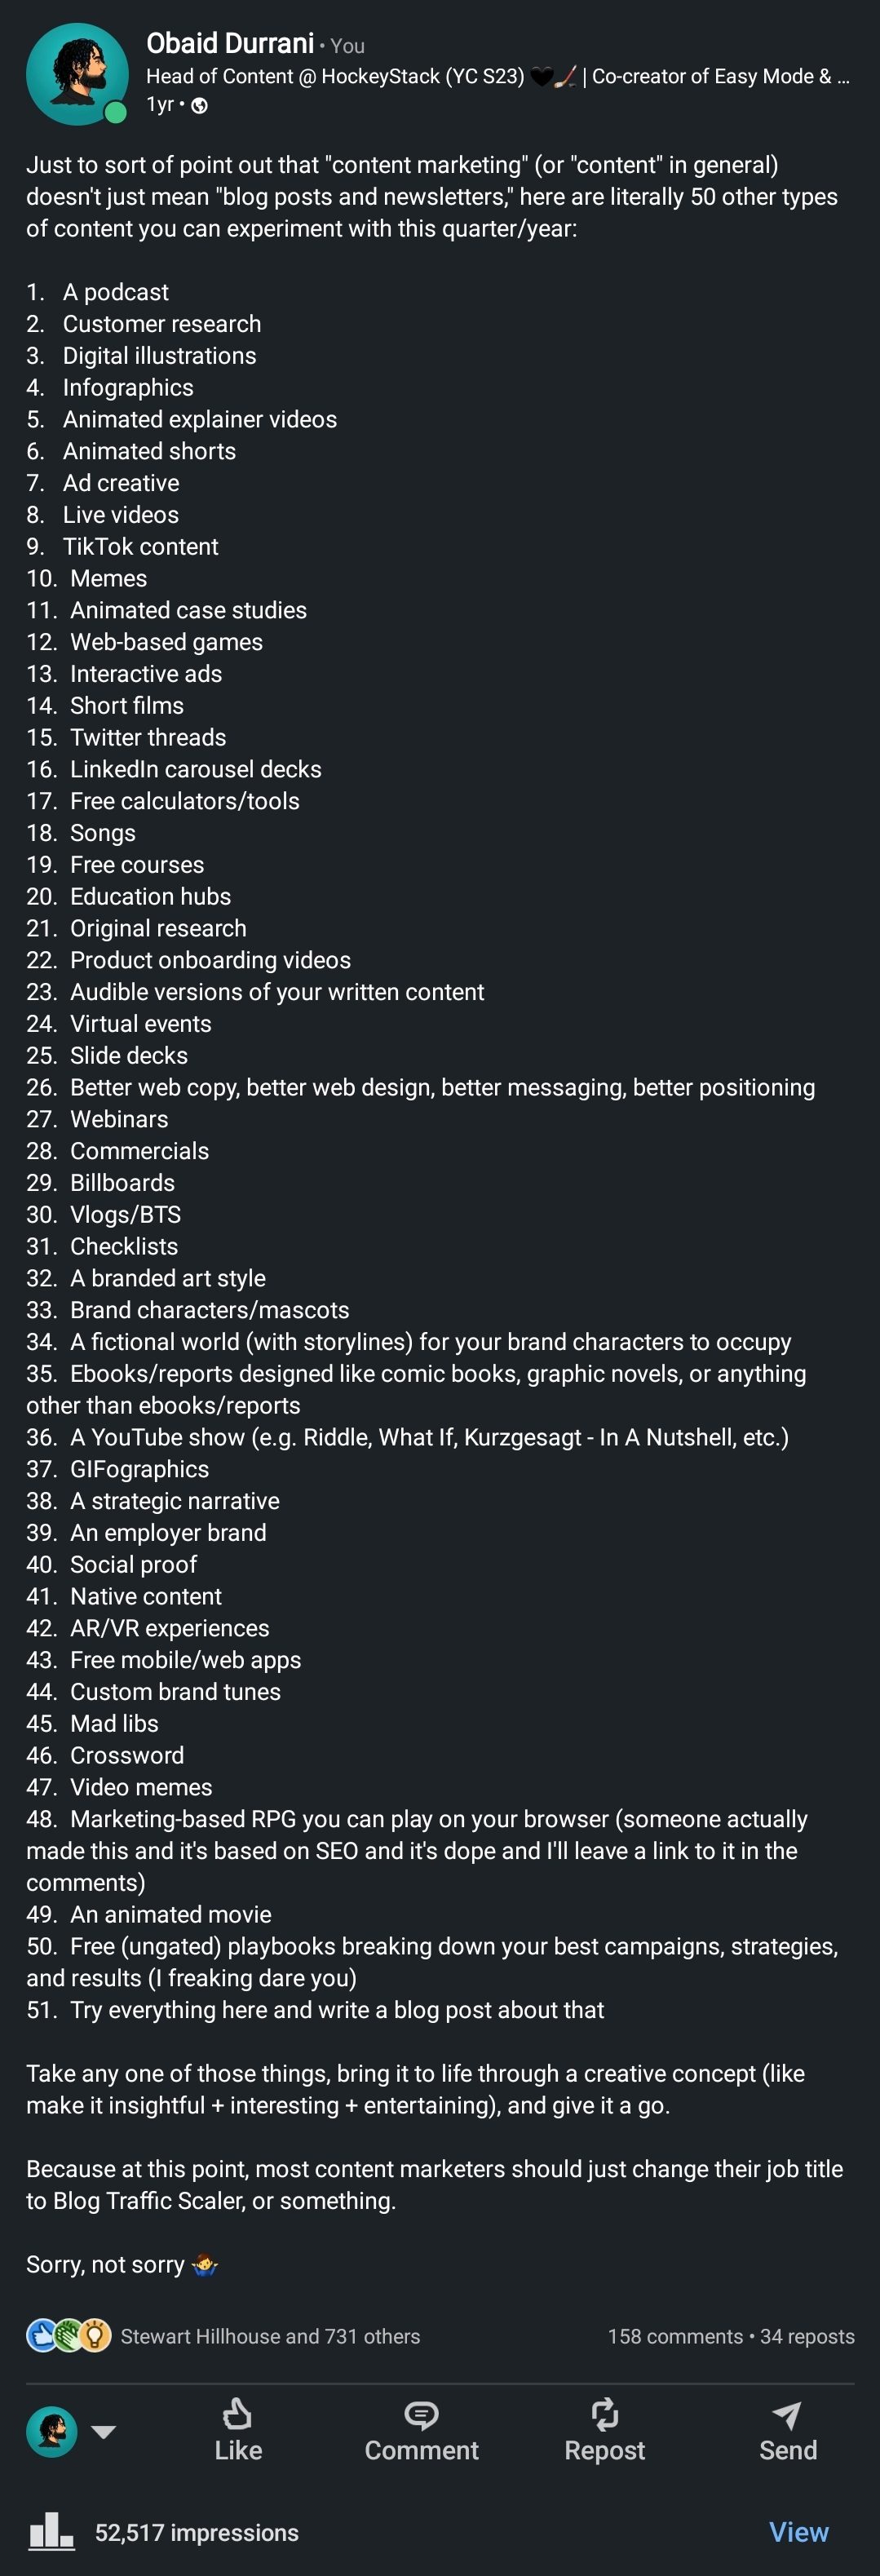 Obaid Durrani • You
Head of Content @ HockeyStack (YC S23) 🖤🏒 | Co-creator of Easy Mode & ...
1yr •
Just to sort of point out that "content marketing" (or "content" in general)
doesn't just mean "blog posts and newsletters," here are literally 50 other types
of content you can experiment with this quarter/year:
1. A podcast
2. Customer research
3. Digital illustrations
4. Infographics
5. Animated explainer videos
6. Animated shorts
7. Ad creative
8. Live videos
9. TikTok content
10. Memes
11. Animated case studies
12. Web-based games
13. Interactive ads
14. Short films
15. Twitter threads
16. LinkedIn carousel decks
17. Free calculators/tools
18. Songs
19. Free courses
20. Education hubs
21. Original research
22. Product onboarding videos
23. Audible versions of your written content
24. Virtual events
25. Slide decks
26. Better web copy, better web design, better messaging, better positioning
27. Webinars
28. Commercials
29. Billboards
30. Vlogs/BTS
31. Checklists
32. A branded art style
33. Brand characters/mascots
34. A fictional world (with storylines) for your brand characters to occupy
35. Ebooks/reports designed like comic books, graphic novels, or anything
other than ebooks/reports
36. A YouTube show (e.g. Riddle, What If, Kurzgesagt - In A Nutshell, etc.)
37. GIFographics
38. A strategic narrative
39. An employer brand
40. Social proof
41. Native content
42. AR/VR experiences
43. Free mobile/web apps
44. Custom brand tunes
45. Mad libs
46. Crossword
47. Video memes
48. Marketing-based RPG you can play on your browser (someone actually
made this and it's based on SEO and it's dope and I'll leave a link to it in the
comments)
49. An animated movie
50. Free (ungated) playbooks breaking down your best campaigns, strategies,
and results (I freaking dare you)
51. Try everything here and write a blog post about that
Take any one of those things, bring it to life through a creative concept (like
make it insightful + interesting + entertaining), and give it a go.
Because at this point, most content marketers should just change their job title
to Blog Traffic Scaler, or something.
Sorry, not sorry 🤷‍♂️
Stewart Hillhouse and 731 others 158 comments • 34 reposts
Like Comment Repost Send
52,517 impressions View